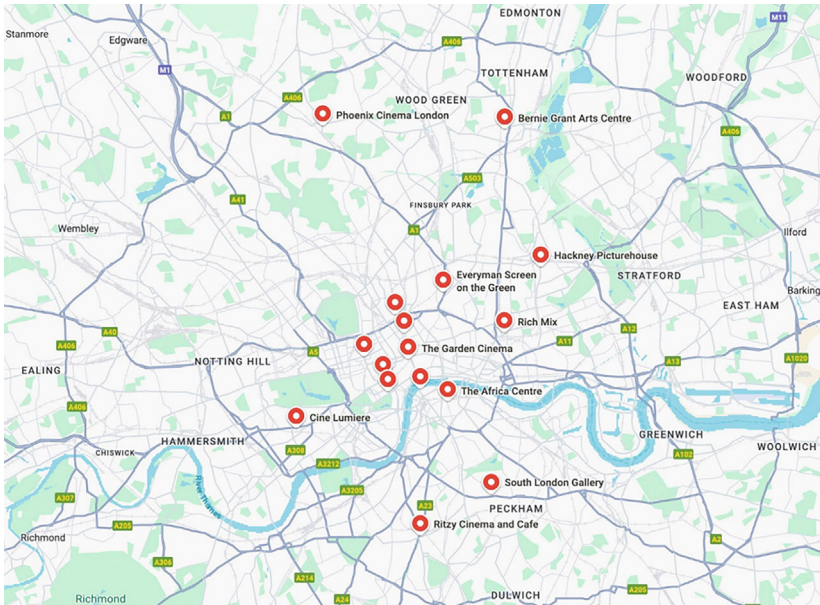 EDMONTON
M11
Stanmore
Edgware
A406
M1
TOTTENHAM
WOODFORD
A406
WOOD GREEN
Phoenix Cinema London
A1
Bernie Grant Arts Centre
A406
A503
A41
FINSBURY PARK
Wembley
A1
Ilford
Hackney Picturehouse
Everyman Screen
on the Green
STRATFORD
Barking
EAST HAM
Rich Mix
A40
A12
A406
A11
The Garden Cinema
A5
NOTTING HILL
A13
A1020
EALING
The Africa Centre
A406
Cine Lumiere
GREENWICH
HAMMERSMITH
WOOLWICH
CHISWICK
A308
A102
A3212
River Thames
South London Gallery
A3205
A307
A23
PECKHAM
A205
Ritzy Cinema and Cafe
Richmond
A2
A306
A214
A205
DULWICH
Richmond
A24